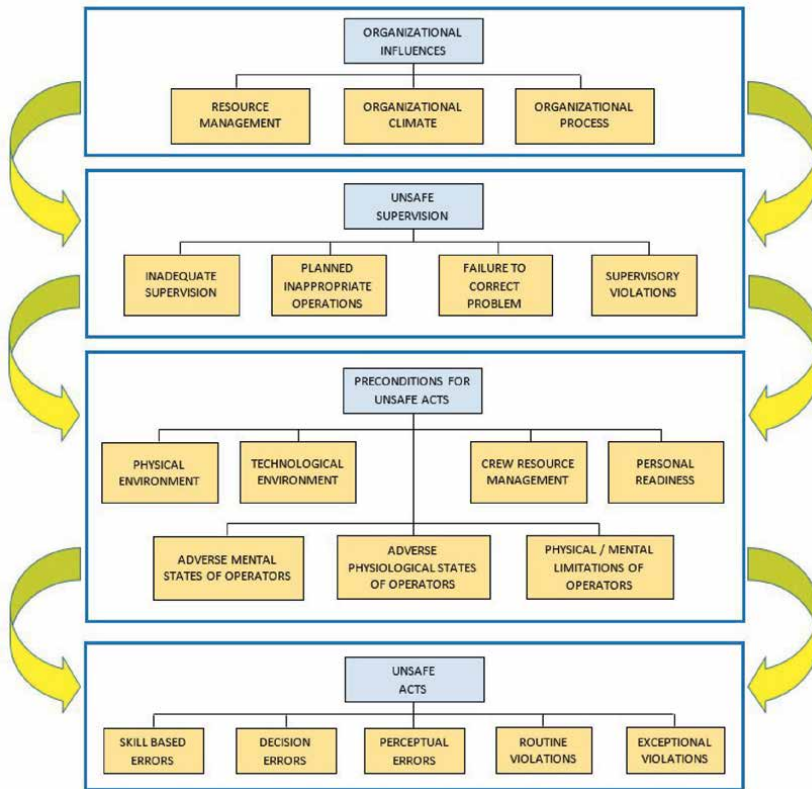 ORGANIZATIONAL
INFLUENCES
RESOURCE
MANAGEMENT
ORGANIZATIONAL
CLIMATE
ORGANIZATIONAL
PROCESS
UNSAFE
SUPERVISION
INADEQUATE
SUPERVISION
PLANNED
INAPPROPRIATE
OPERATIONS
FAILURE TO
CORRECT
PROBLEM
SUPERVISORY
VIOLATIONS
PRECONDITIONS FOR
UNSAFE ACTS
PHYSICAL
ENVIRONMENT
TECHNOLOGICAL
ENVIRONMENT
CREW RESOURCE
MANAGEMENT
PERSONAL
READINESS
ADVERSE MENTAL
STATES OF OPERATORS
ADVERSE
PHYSIOLOGICAL STATES
OF OPERATORS
PHYSICAL / MENTAL
LIMITATIONS OF
OPERATORS
UNSAFE
ACTS
SKILL BASED
ERRORS
DECISION
ERRORS
PERCEPTUAL
ERRORS
ROUTINE
VIOLATIONS
EXCEPTIONAL
VIOLATIONS